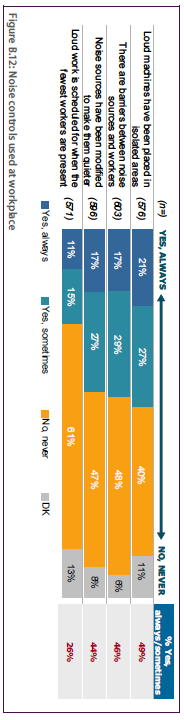 (n=)
YES, ALWAYS
NO, NEVER
% Yes,
always/sometimes
Loud machines have been placed in
isolated areas
(576)
21%
27%
40%
11%
49%
There are barriers between noise
sources and workers
(603)
17%
29%
48%
6%
46%
Noise sources have been modified
to make them quieter
(596)
17%
27%
47%
8%
44%
Loud work is scheduled for when the
fewest workers are present
(571)
11%
15%
61%
13%
26%
Yes, always
Yes, sometimes
No, never
DK
Figure B.12: Noise controls used at workplace